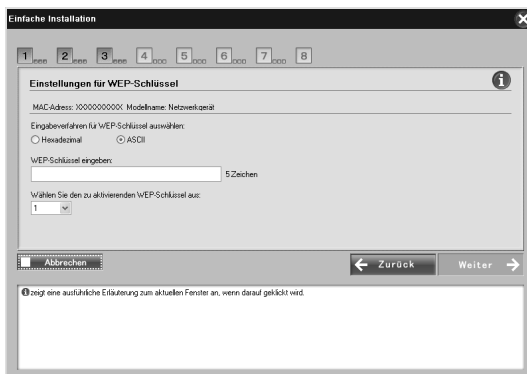 Einfache Installation
1 2 3 4 5 6 7 8
Einstellungen für WEP-Schlüssel
MAC-Adress: XXXXXXXXXX Modellname: Netzwerkgerät
Eingabeverfahren für WEP-Schlüssel auswählen:
Hexadezimal ASCII
WEP-Schlüssel eingeben:
5 Zeichen
Wählen Sie den zu aktivierenden WEP-Schlüssel aus:
1
Abbrechen Zurück Weiter
zeigt eine ausführliche Erläuterung zum aktuellen Fenster an, wenn darauf geklickt wird.